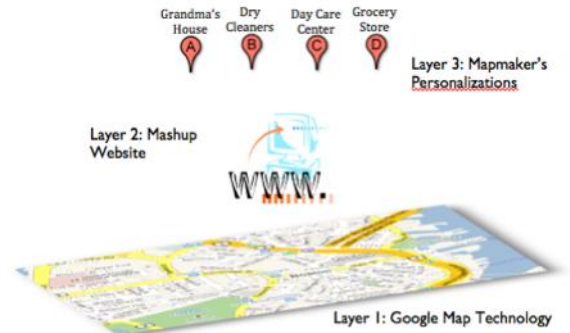 Grandma's House
Dry Cleaners
Day Care Center
Grocery Store
A
B
C
D
Layer 3: Mapmaker's
Personalizations
Layer 2: Mashup
Website
WWW.
Layer 1: Google Map Technology